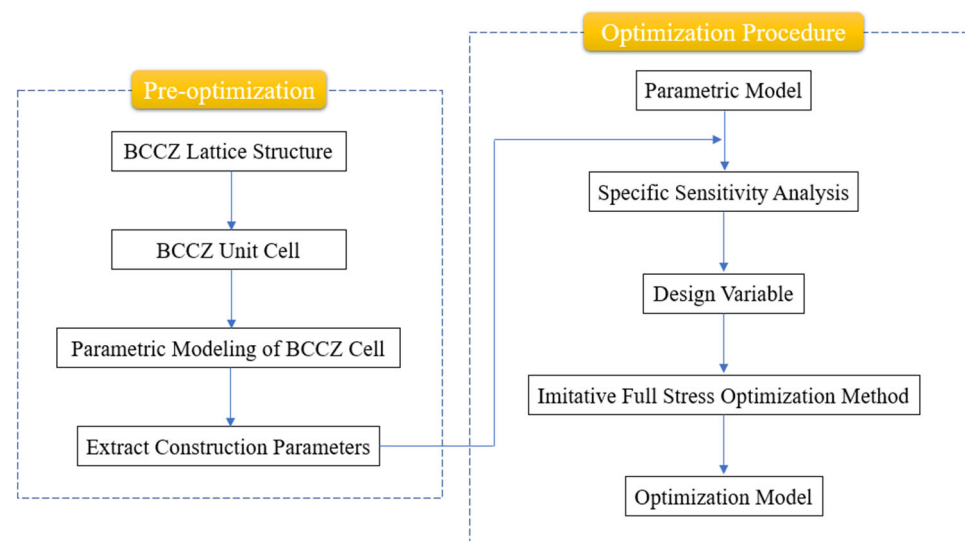 Pre-optimization
BCCZ Lattice Structure
BCCZ Unit Cell
Parametric Modeling of BCCZ Cell
Extract Construction Parameters
Optimization Procedure
Parametric Model
Specific Sensitivity Analysis
Design Variable
Imitative Full Stress Optimization Method
Optimization Model